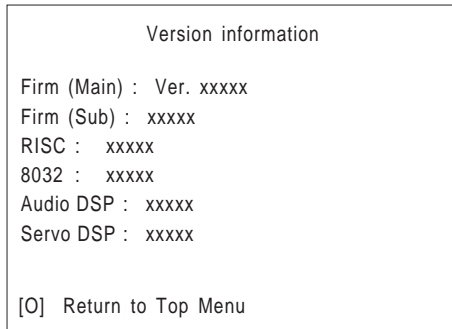 Version information
Firm (Main) : Ver. xxxxx
Firm (Sub) : xxxxx
RISC : xxxxx
8032 : xxxxx
Audio DSP : xxxxx
Servo DSP : xxxxx
[O] Return to Top Menu